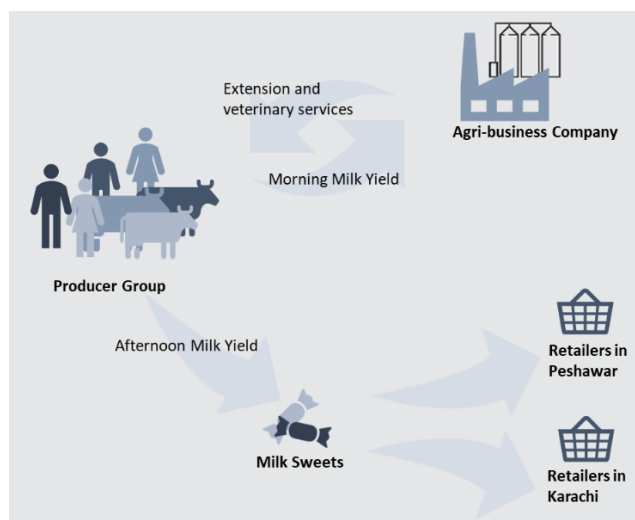 Extension and
veterinary services
Agri-business Company
Morning Milk Yield
Producer Group
Afternoon Milk Yield
Retailers in
Peshawar
Milk Sweets
Retailers in
Karachi